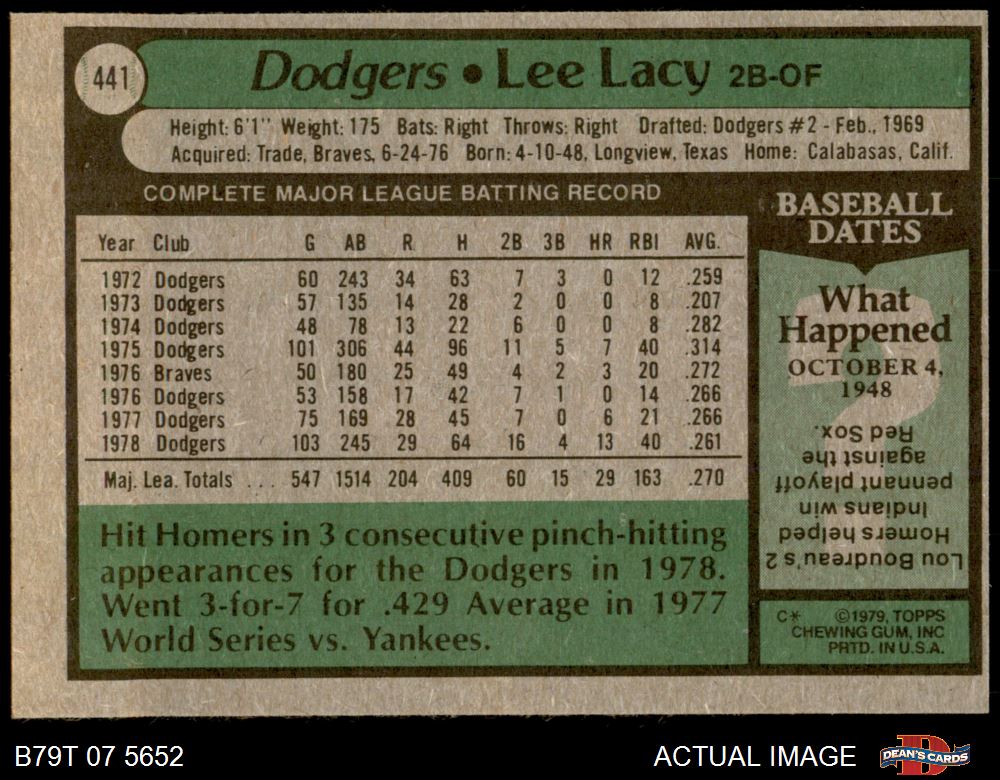 441
Dodgers • Lee Lacy 2B-OF
Height: 6'1" Weight: 175 Bats: Right Throws: Right Drafted: Dodgers #2 - Feb., 1969
Acquired: Trade, Braves, 6-24-76 Born: 4-10-48, Longview, Texas Home: Calabasas, Calif.
COMPLETE MAJOR LEAGUE BATTING RECORD
Year Club G AB R H 2B 3B HR RBI AVG.
1972 Dodgers 60 243 34 63 7 3 0 12 .259
1973 Dodgers 57 135 14 28 2 0 0 8 .207
1974 Dodgers 48 78 13 22 6 0 0 8 .282
1975 Dodgers 101 306 44 96 11 5 7 40 .314
1976 Braves 50 180 25 49 4 2 3 20 .272
1976 Dodgers 53 158 17 42 7 1 0 14 .266
1977 Dodgers 75 169 28 45 7 0 6 21 .266
1978 Dodgers 103 245 29 64 16 4 13 40 .261
Maj. Lea. Totals ... 547 1514 204 409 60 15 29 163 .270
Hit Homers in 3 consecutive pinch-hitting
appearances for the Dodgers in 1978.
Went 3-for-7 for .429 Average in 1977
World Series vs. Yankees.
BASEBALL
DATES
What
Happened
OCTOBER 4,
1948
Lou Boudreau's 2
Homers helped
Indians win
pennant playoff
against the
Red Sox.
C* ©1979, TOPPS
CHEWING GUM, INC
PRTD. IN U.S.A.
B79T 07 5652
ACTUAL IMAGE
DEAN'S CARDS